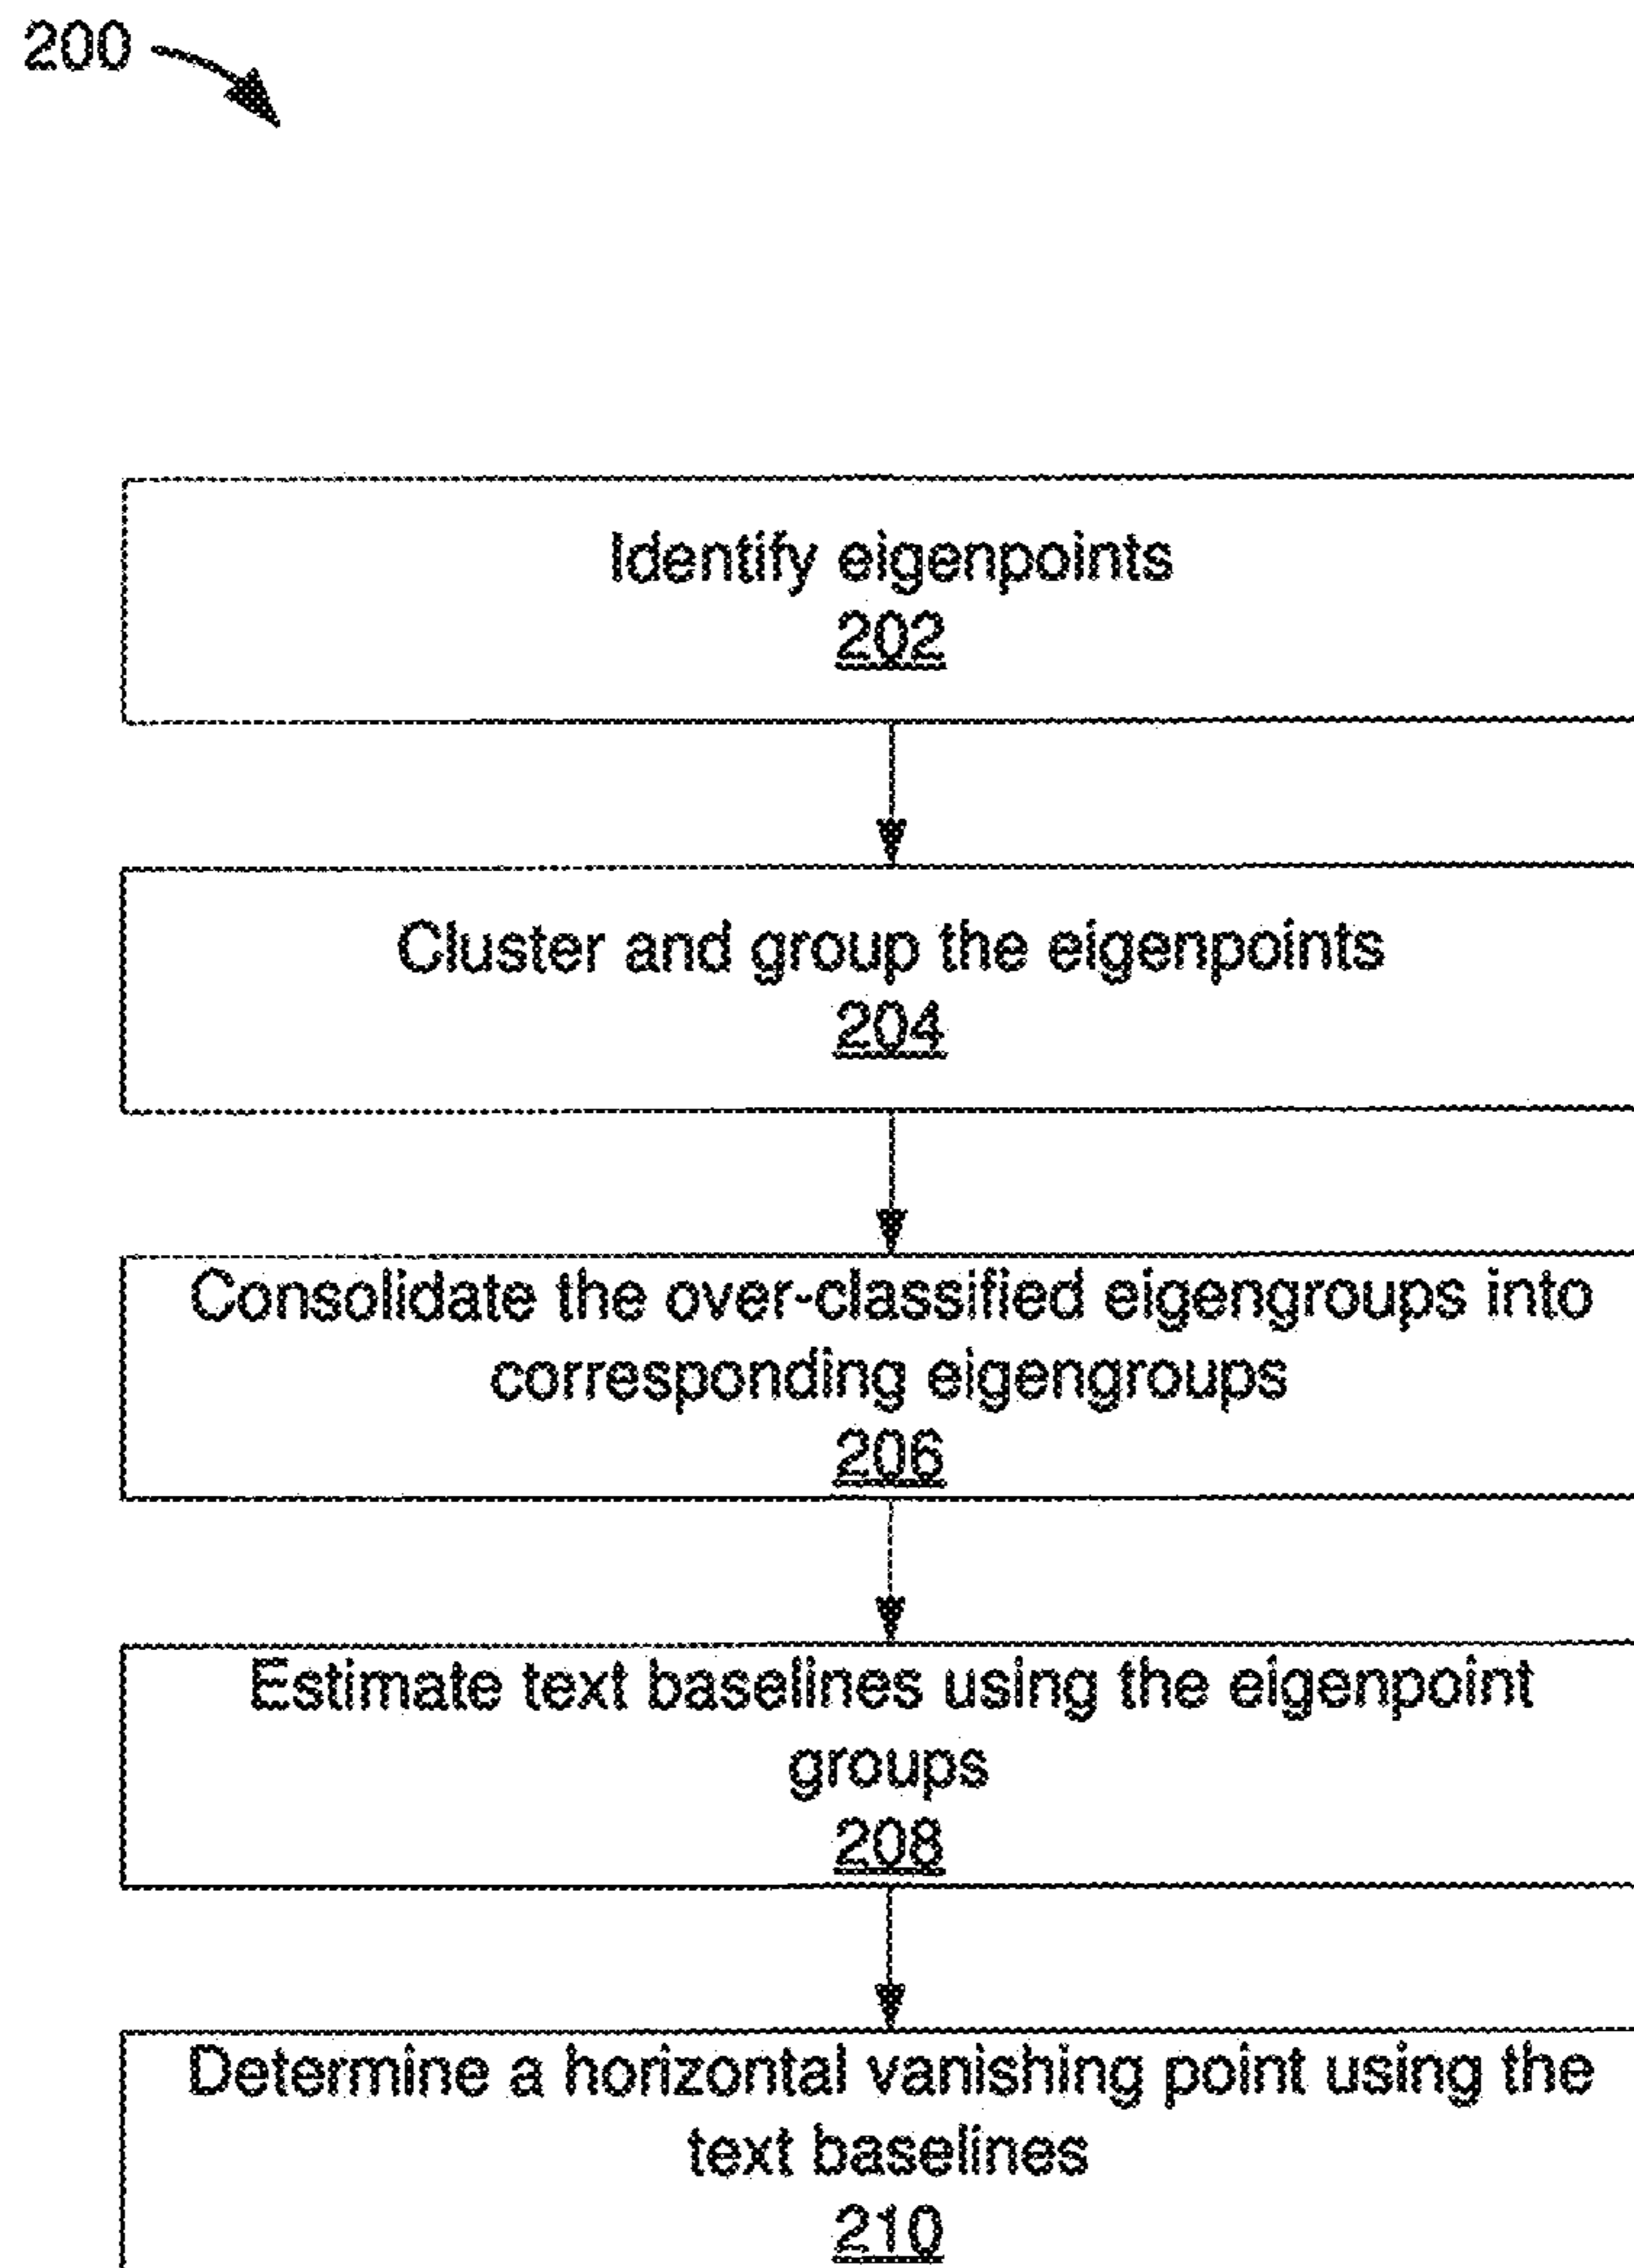 200
Identify eigenpoints
202
Cluster and group the eigenpoints
204
Consolidate the over-classified eigengroups into
corresponding eigengroups
206
Estimate text baselines using the eigenpoint
groups
208
Determine a horizontal vanishing point using the
text baselines
210